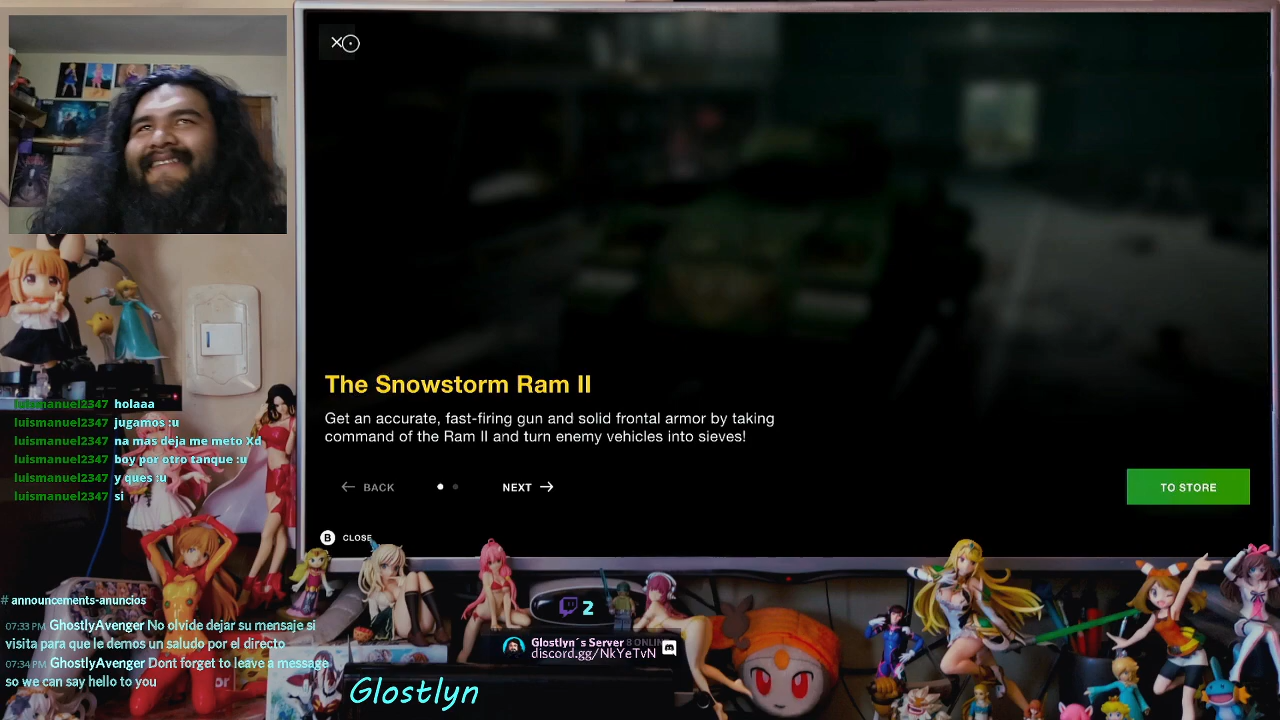 The Snowstorm Ram II
Get an accurate, fast-firing gun and solid frontal armor by taking
command of the Ram II and turn enemy vehicles into sieves!
BACK
NEXT
TO STORE
B CLOSE
luismanuel2347 holaaa
luismanuel2347 jugamos :u
luismanuel2347 na mas deja me meto Xd
luismanuel2347 boy por otro tanque :u
luismanuel2347 y ques :u
luismanuel2347 si
# announcements-anuncios
07:33 PM GhostlyAvenger No olvide dejar su mensaje si
visita para que le demos un saludo por el directo
07:34 PM GhostlyAvenger Dont forget to leave a message
so we can say hello to you
2
Glostlyn´s Server 8 ONLIN
discord.gg/NkYeTvN
Glostlyn